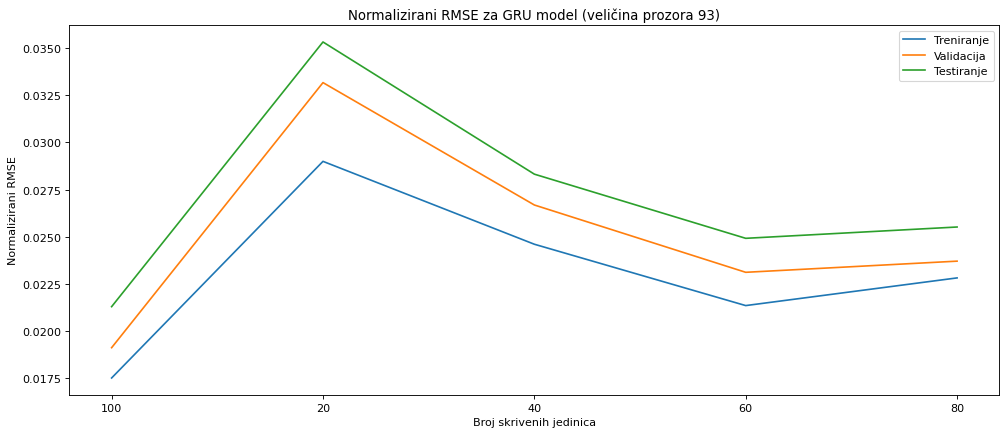 Normalizirani RMSE za GRU model (veličina prozora 93)
Treniranje
Validacija
Testiranje
Normalizirani RMSE
0.0350
0.0325
0.0300
0.0275
0.0250
0.0225
0.0200
0.0175
100 20 40 60 80
Broj skrivenih jedinica